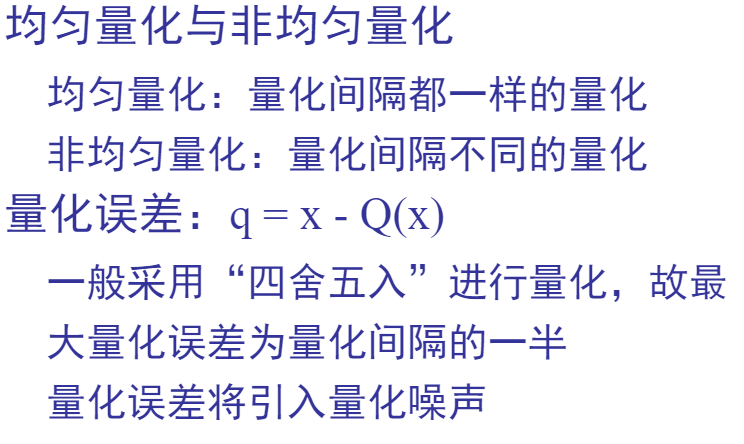 均匀量化与非均匀量化
均匀量化：量化间隔都一样的量化
非均匀量化：量化间隔不同的量化
量化误差：q = x - Q(x)
一般采用“四舍五入”进行量化，故最
大量化误差为量化间隔的一半
量化误差将引入量化噪声